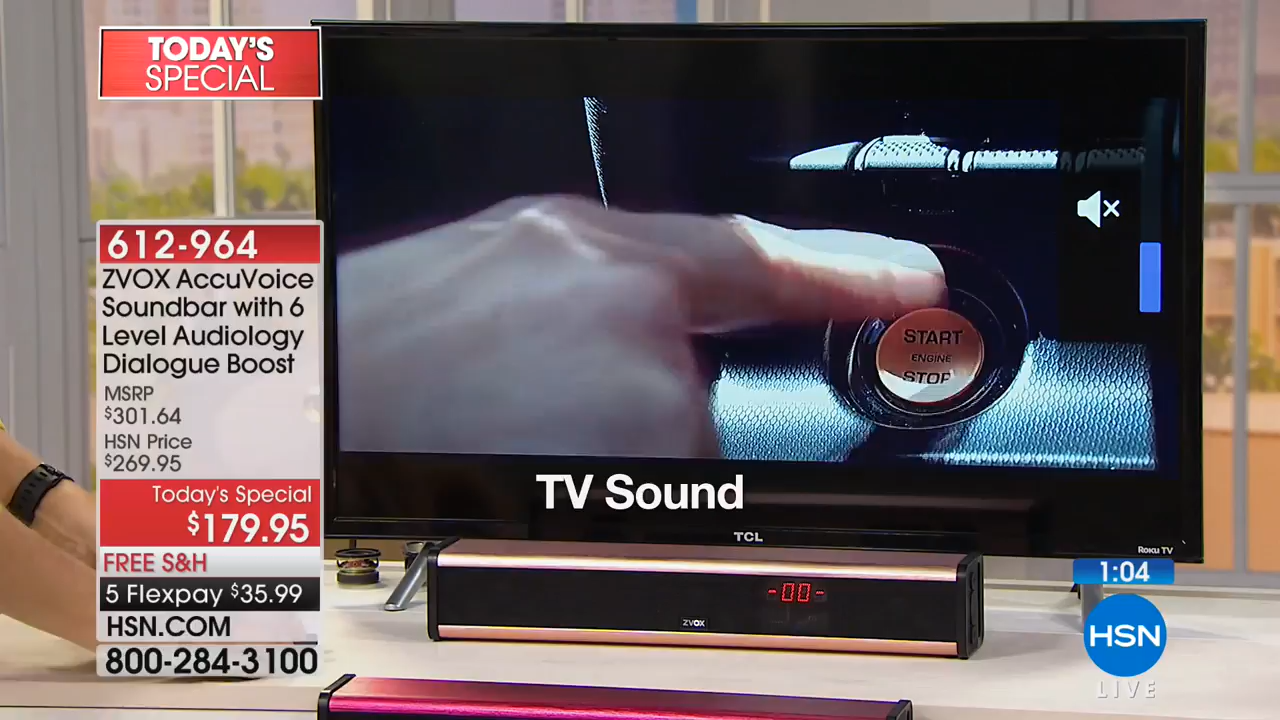 TODAY'S
SPECIAL
612-964
ZVOX AccuVoice
Soundbar with 6
Level Audiology
Dialogue Boost
MSRP
$301.64
HSN Price
$269.95
Today's Special
$179.95
FREE S&H
5 Flexpay $35.99
HSN.COM
800-284-3100
START
ENGINE
STOP
TV Sound
TCL
Roku TV
-00-
ZVOX
1:04
HSN
LIVE